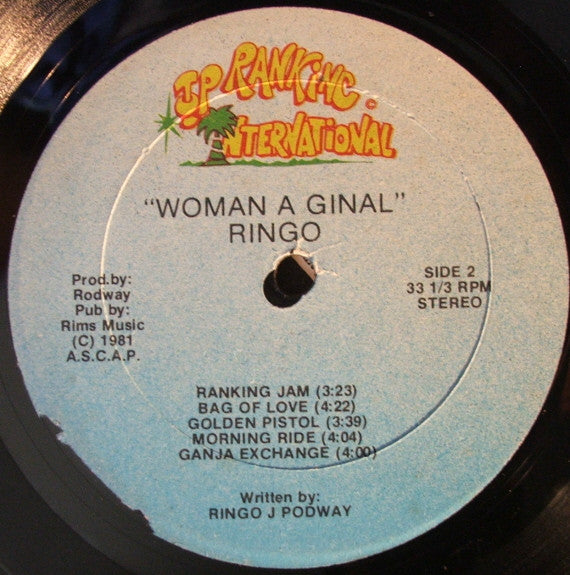 JP RANKING
INTERNATIONAL
"WOMAN A GINAL"
RINGO
Prod.by:
Rodway
Pub by:
Rims Music
(C) 1981
A.S.C.A.P.
SIDE 2
33 1/3 RPM
STEREO
RANKING JAM (3:23)
BAG OF LOVE (4:22)
GOLDEN PISTOL (3:39)
MORNING RIDE (4:04)
GANJA EXCHANGE (4:00)
Written by:
RINGO J PODWAY